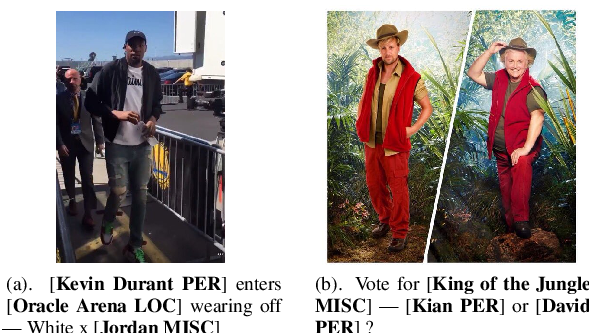 (a). [Kevin Durant PER] enters
[Oracle Arena LOC] wearing off
— White x [Jordan MISC]
(b). Vote for [King of the Jungle
MISC] — [Kian PER] or [David
PER] ?